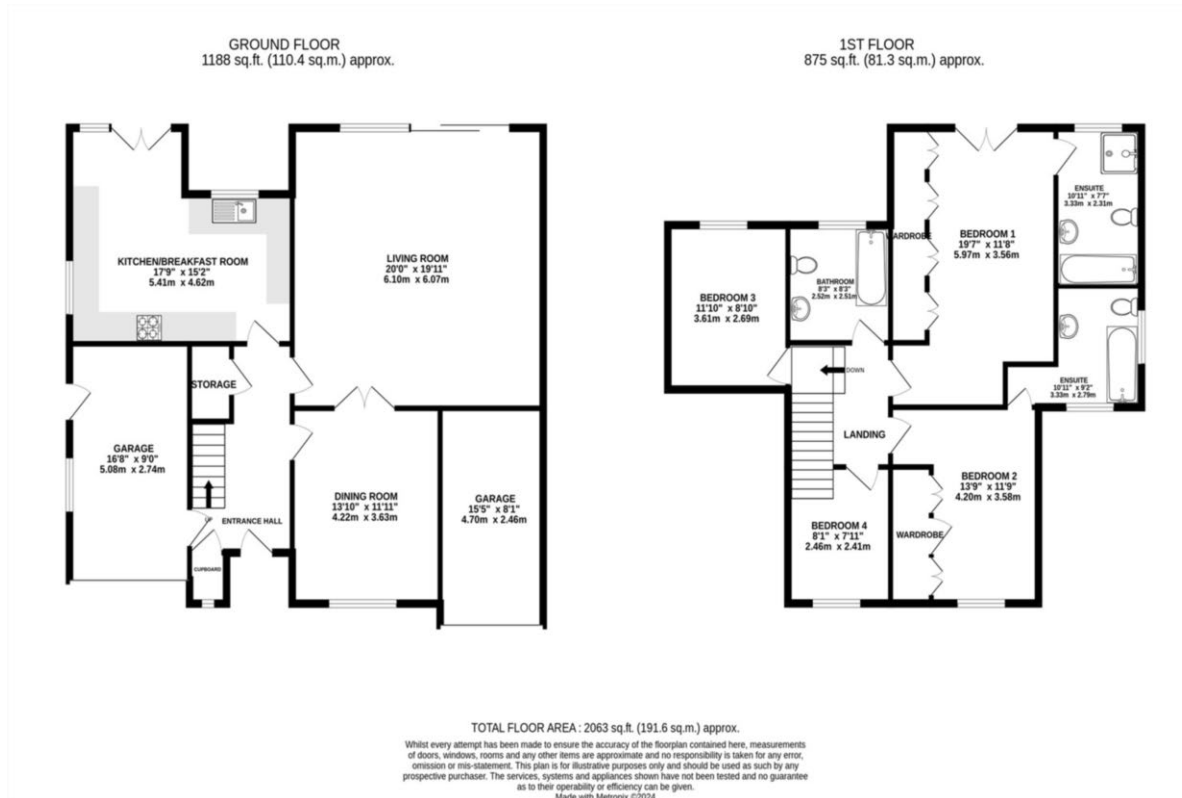 GROUND FLOOR
1188 sq.ft. (110.4 sq.m.) approx.
KITCHEN/BREAKFAST ROOM
17'9" x 15'2"
5.41m x 4.62m
LIVING ROOM
20'0" x 19'11"
6.10m x 6.07m
STORAGE
GARAGE
16'8" x 9'0"
5.08m x 2.74m
UP
ENTRANCE HALL
CUPBOARD
DINING ROOM
13'10" x 11'11"
4.22m x 3.63m
GARAGE
15'5" x 8'1"
4.70m x 2.46m
1ST FLOOR
875 sq.ft. (81.3 sq.m.) approx.
ENSUITE
10'11" x 7'7"
3.33m x 2.31m
WARDROBE
BEDROOM 1
19'7" x 11'8"
5.97m x 3.56m
BATHROOM
8'3" x 8'3"
2.52m x 2.51m
BEDROOM 3
11'10" x 8'10"
3.61m x 2.69m
DOWN
ENSUITE
10'11" x 9'2"
3.33m x 2.79m
LANDING
BEDROOM 2
13'9" x 11'9"
4.20m x 3.58m
WARDROBE
BEDROOM 4
8'1" x 7'11"
2.46m x 2.41m
TOTAL FLOOR AREA : 2063 sq.ft. (191.6 sq.m.) approx.
Whilst every attempt has been made to ensure the accuracy of the floorplan contained here, measurements
of doors, windows, rooms and any other items are approximate and no responsibility is taken for any error,
omission or mis-statement. This plan is for illustrative purposes only and should be used as such by any
prospective purchaser. The services, systems and appliances shown have not been tested and no guarantee
as to their operability or efficiency can be given.
Made with Metropix ©2024